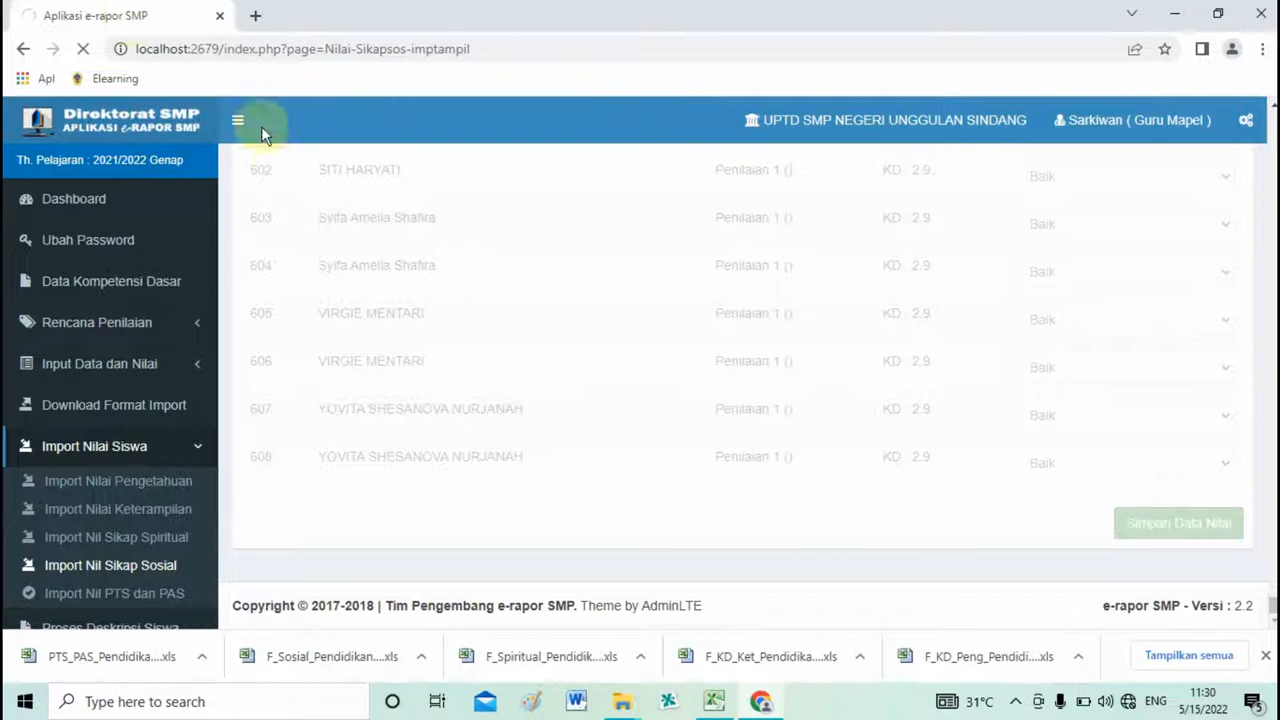 Aplikasi e-rapor SMP
localhost:2679/index.php?page=Nilai-Sikapsos-imptampil
Apl Elearning
Direktorat SMP
APLIKASI e-RAPOR SMP
UPTD SMP NEGERI UNGGULAN SINDANG Sarkiwan ( Guru Mapel )
Th. Pelajaran : 2021/2022 Genap
Dashboard
Ubah Password
Data Kompetensi Dasar
Rencana Penilaian
Input Data dan Nilai
Download Format Import
Import Nilai Siswa
Import Nilai Pengetahuan
Import Nilai Keterampilan
Import Nil Sikap Spiritual
Import Nil Sikap Sosial
Import Nil PTS dan PAS
Proses Deskripsi Siswa
602 SITI HARYATI Penilaian 1 () KD 2.9. Baik
603 Syifa Amelia Shafira Penilaian 1 () KD 2.9. Baik
604 Syifa Amelia Shafira Penilaian 1 () KD 2.9. Baik
605 VIRGIE MENTARI Penilaian 1 () KD 2.9. Baik
606 VIRGIE MENTARI Penilaian 1 () KD 2.9. Baik
607 YOVITA SHESANOVA NURJANAH Penilaian 1 () KD 2.9. Baik
608 YOVITA SHESANOVA NURJANAH Penilaian 1 () KD 2.9. Baik
Simpan Data Nilai
Copyright © 2017-2018 | Tim Pengembang e-rapor SMP. Theme by AdminLTE e-rapor SMP - Versi : 2.2
PTS_PAS_Pendidika....xls F_Sosial_Pendidikan....xls F_Spiritual_Pendidik....xls F_KD_Ket_Pendidika....xls F_KD_Peng_Pendidi....xls Tampilkan semua
Type here to search 31°C ENG 11:30
5/15/2022 5